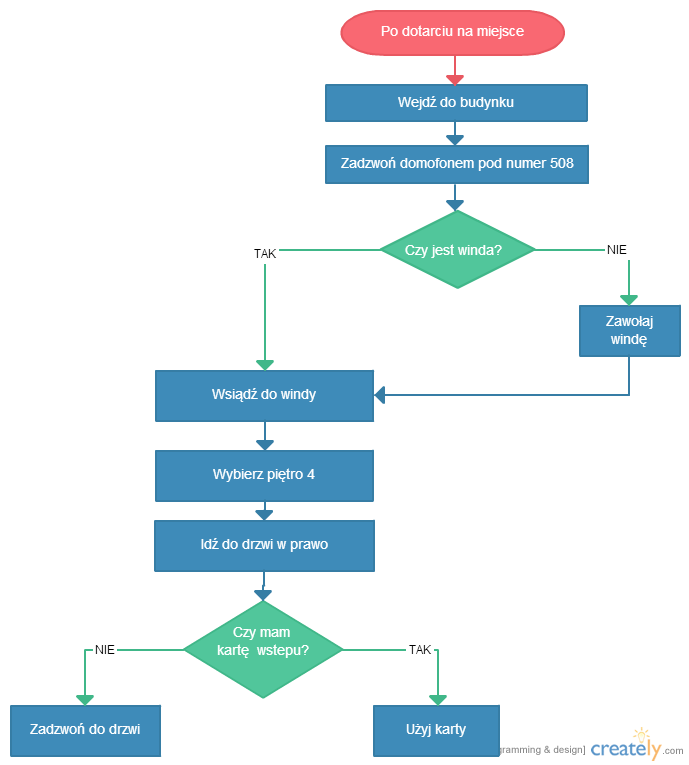 Po dotarciu na miejsce
Wejdź do budynku
Zadzwoń domofonem pod numer 508
Czy jest winda?
TAK
NIE
Zawołaj
windę
Wsiądź do windy
Wybierz piętro 4
Idź do drzwi w prawo
Czy mam
kartę wstepu?
NIE
TAK
Zadzwoń do drzwi
Użyj karty
gramming & design]
creately.com